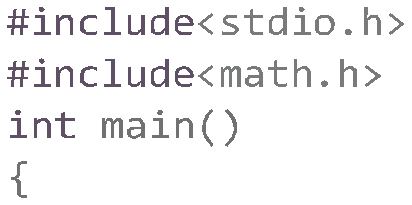 #include<stdio.h>
#include<math.h>
int main()
{